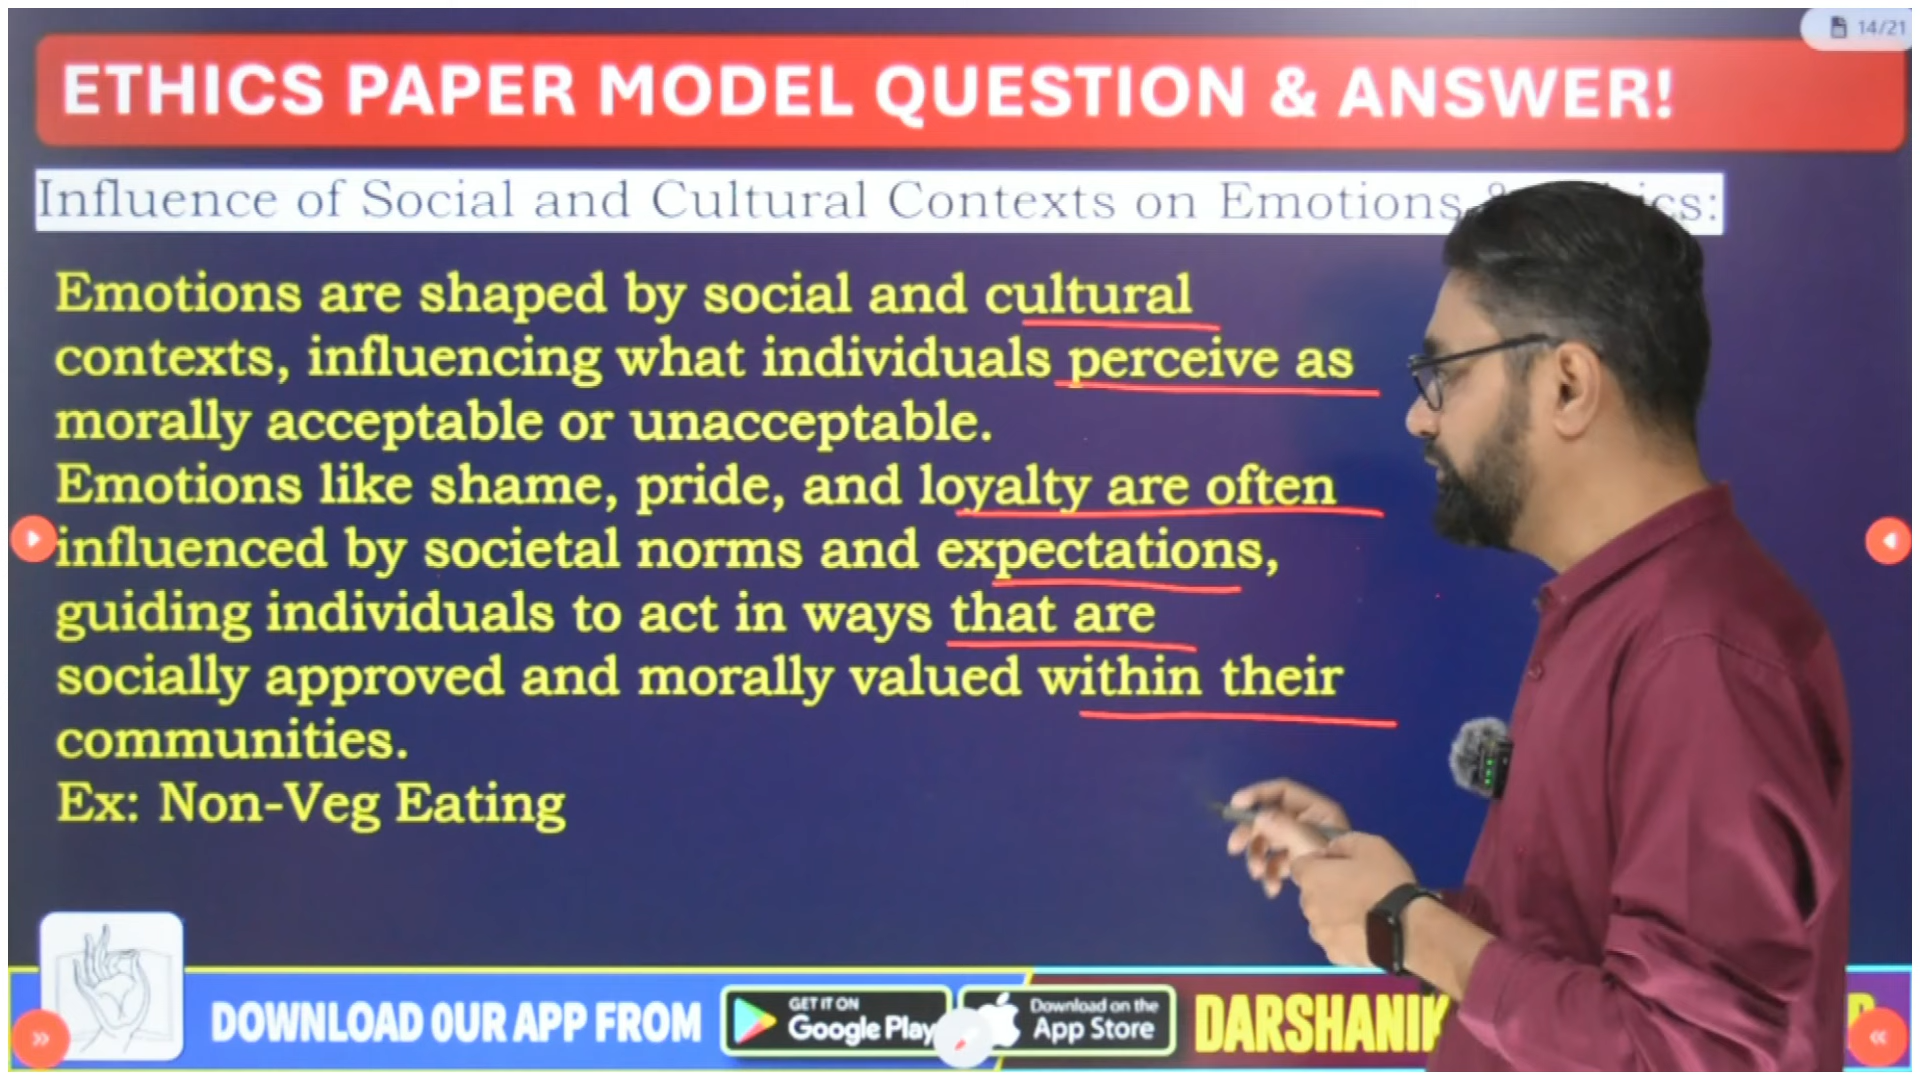 14/21
ETHICS PAPER MODEL QUESTION & ANSWER!
Influence of Social and Cultural Contexts on Emotions
Emotions are shaped by social and cultural
contexts, influencing what individuals perceive as
morally acceptable or unacceptable.
Emotions like shame, pride, and loyalty are often
influenced by societal norms and expectations,
guiding individuals to act in ways that are
socially approved and morally valued within their
communities.
Ex: Non-Veg Eating
DOWNLOAD OUR APP FROM
GET IT ON
Google Play
Download on the
App Store
DARSHANIK